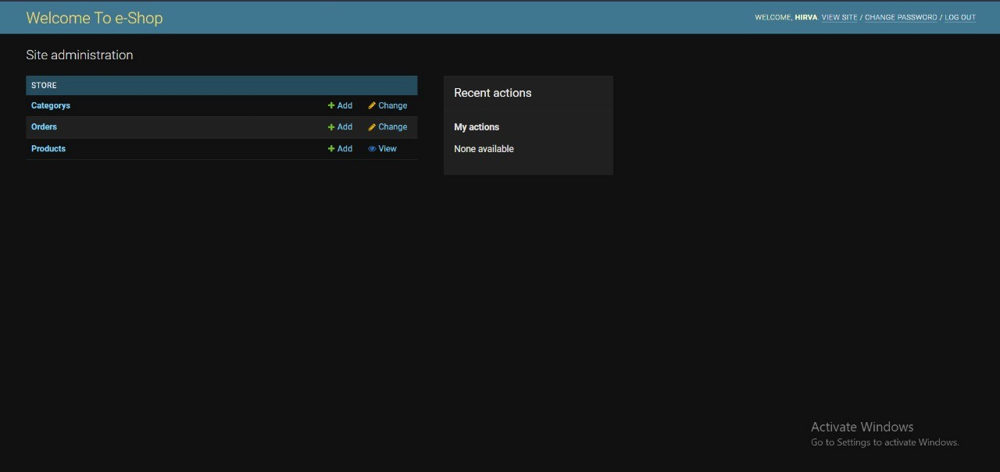 Welcome To e-Shop
WELCOME, HIRVA. VIEW SITE / CHANGE PASSWORD / LOG OUT
Site administration
STORE
Categorys Add Change
Orders Add Change
Products Add View
Recent actions
My actions
None available
Activate Windows
Go to Settings to activate Windows.